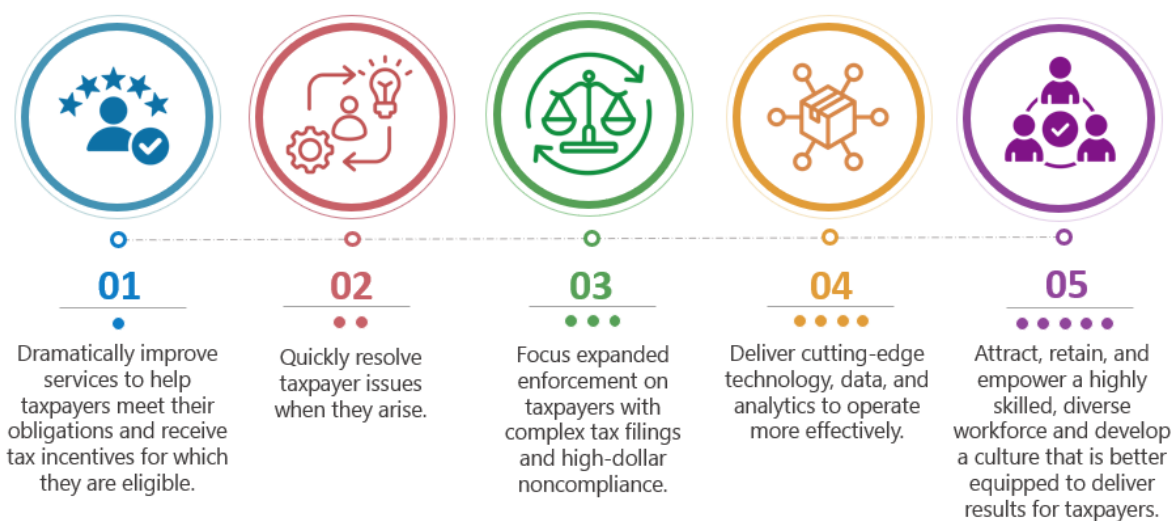 01
Dramatically improve
services to help
taxpayers meet their
obligations and receive
tax incentives for which
they are eligible.
02
Quickly resolve
taxpayer issues
when they arise.
03
Focus expanded
enforcement on
taxpayers with
complex tax filings
and high-dollar
noncompliance.
04
Deliver cutting-edge
technology, data, and
analytics to operate
more effectively.
05
Attract, retain, and
empower a highly
skilled, diverse
workforce and develop
a culture that is better
equipped to deliver
results for taxpayers.